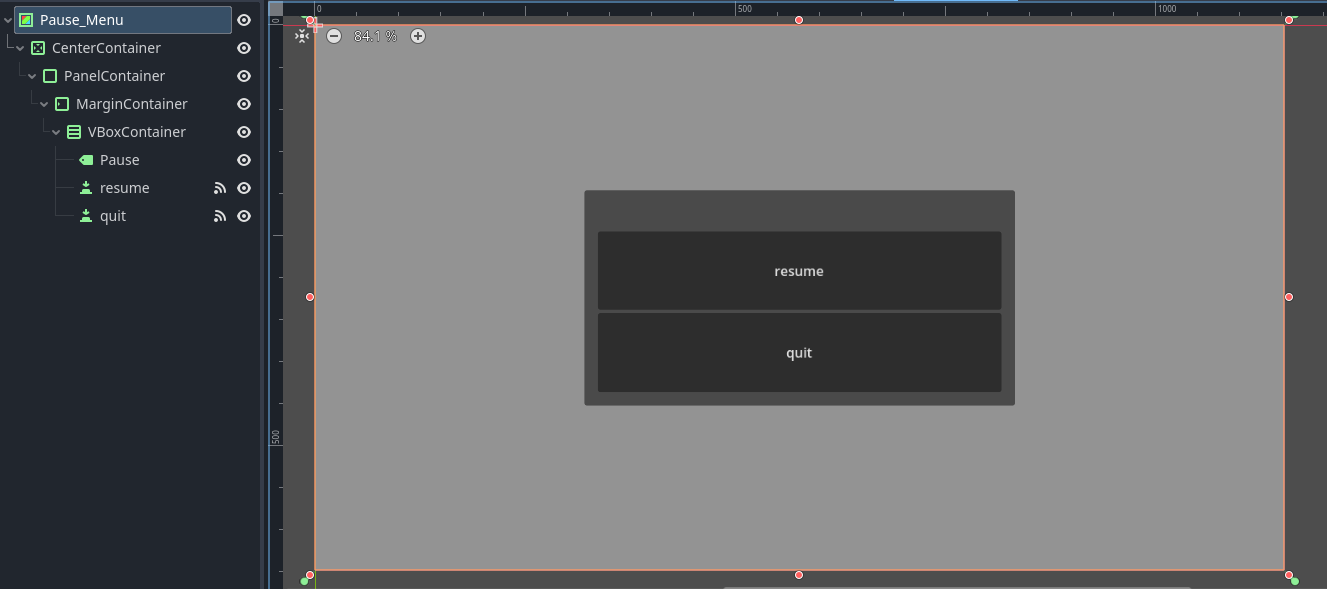 Pause_Menu
CenterContainer
PanelContainer
MarginContainer
VBoxContainer
Pause
resume
quit
0
500
1000
0
500
84.1 %
resume
quit